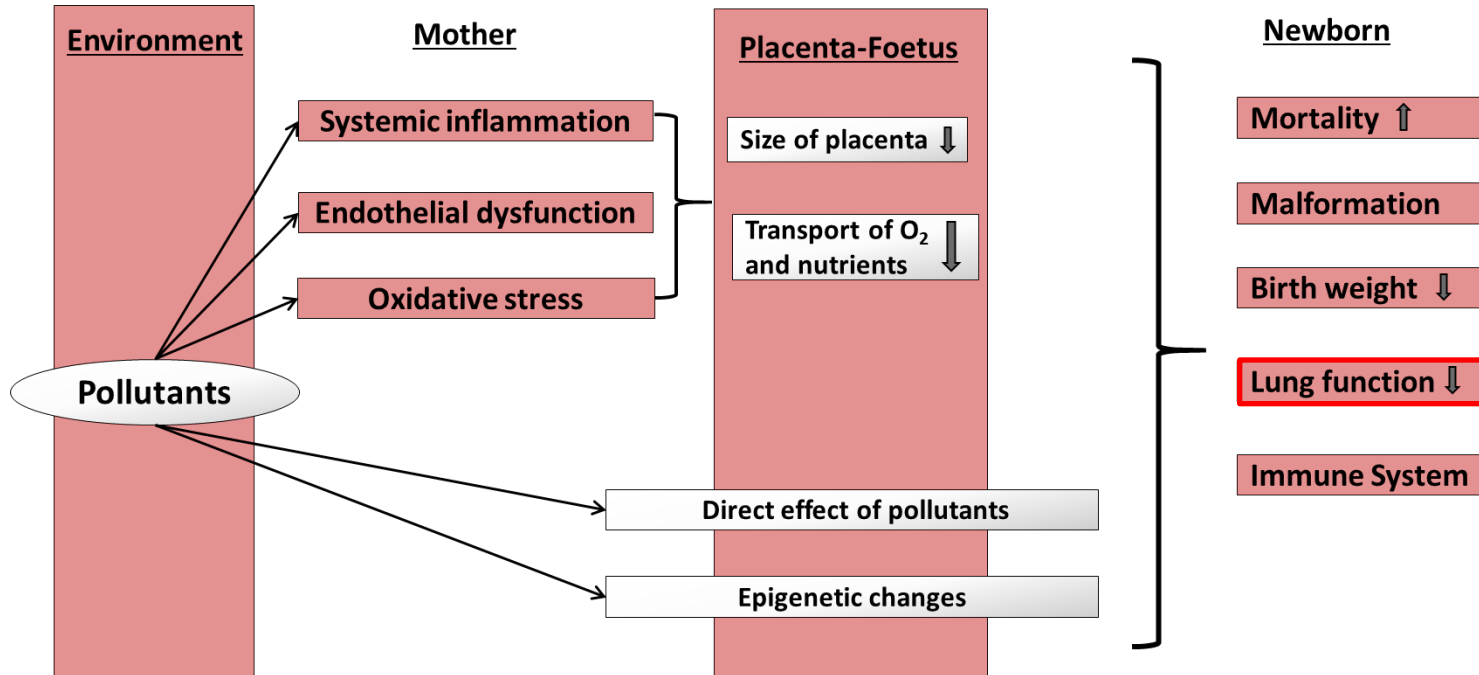 Environment
Mother
Placenta-Foetus
Newborn
Systemic inflammation
Endothelial dysfunction
Oxidative stress
Pollutants
Size of placenta ⇩
Transport of O₂
and nutrients ⇩
Direct effect of pollutants
Epigenetic changes
Mortality ⇧
Malformation
Birth weight ⇩
Lung function ⇩
Immune System